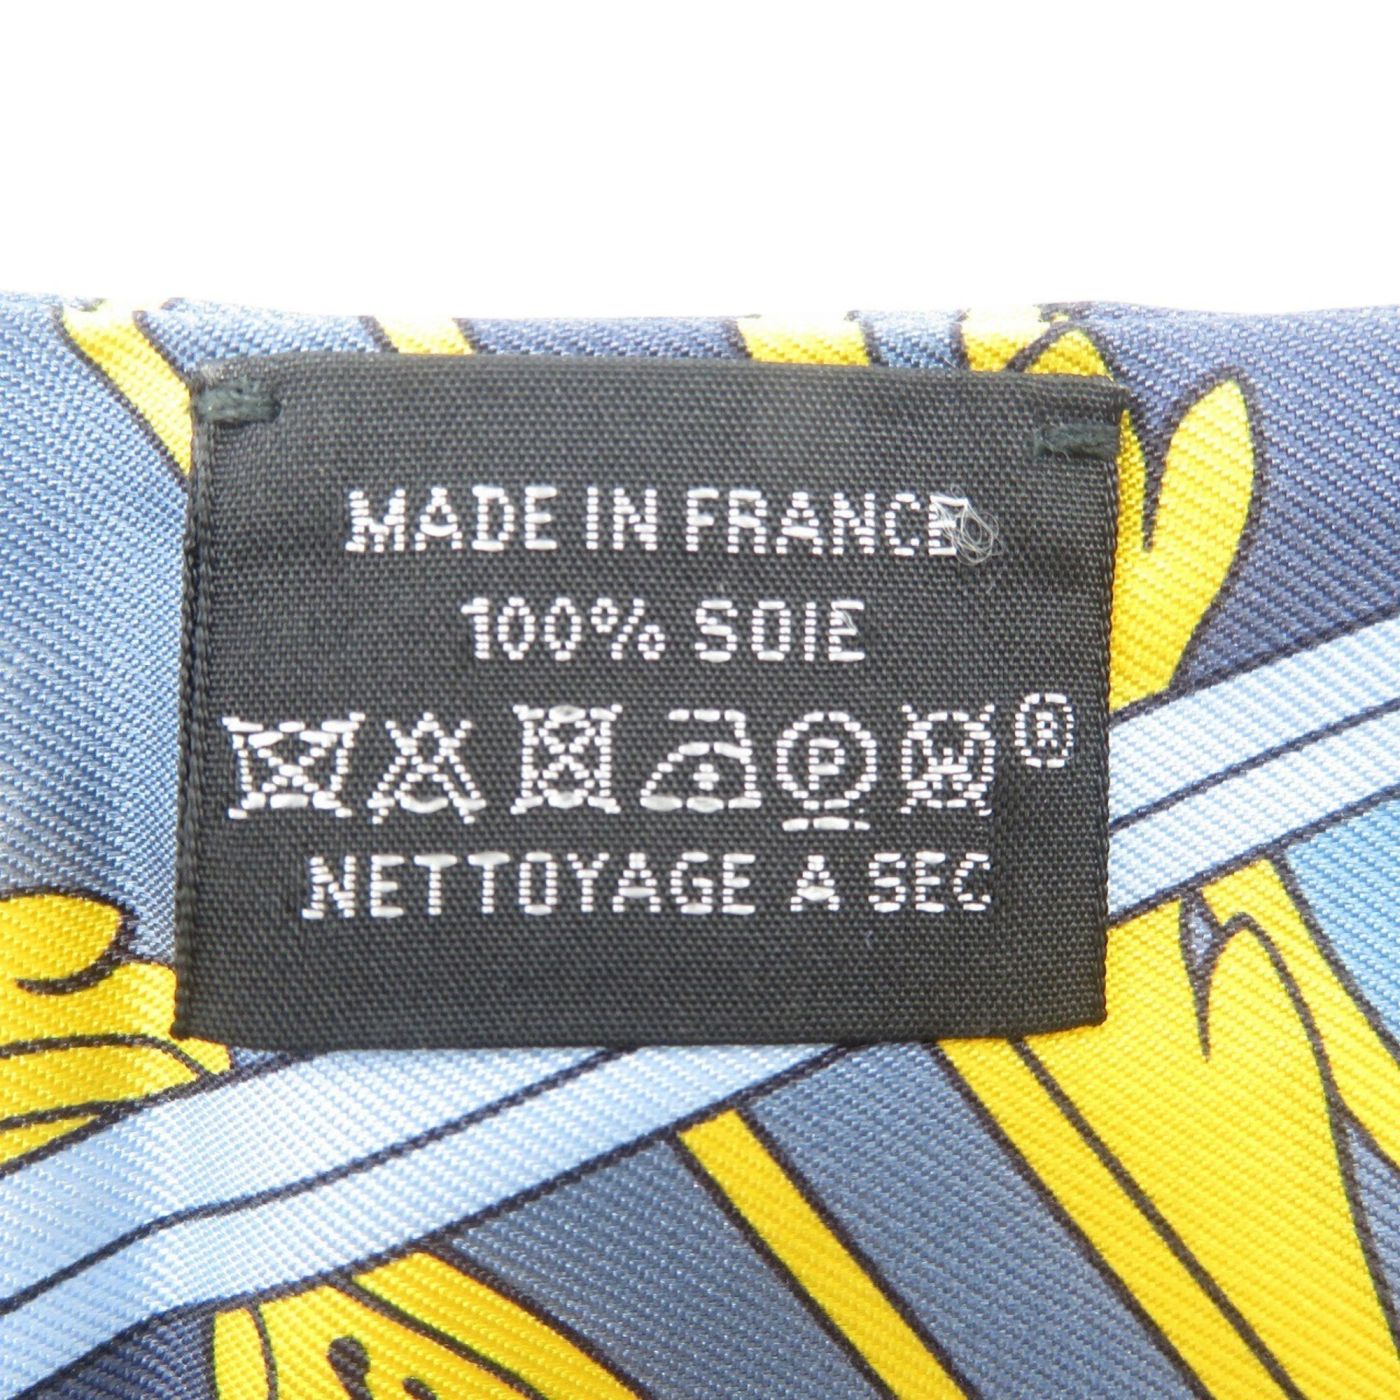 MADE IN FRANCE
100% SOIE
P W ®
NETTOYAGE A SEC